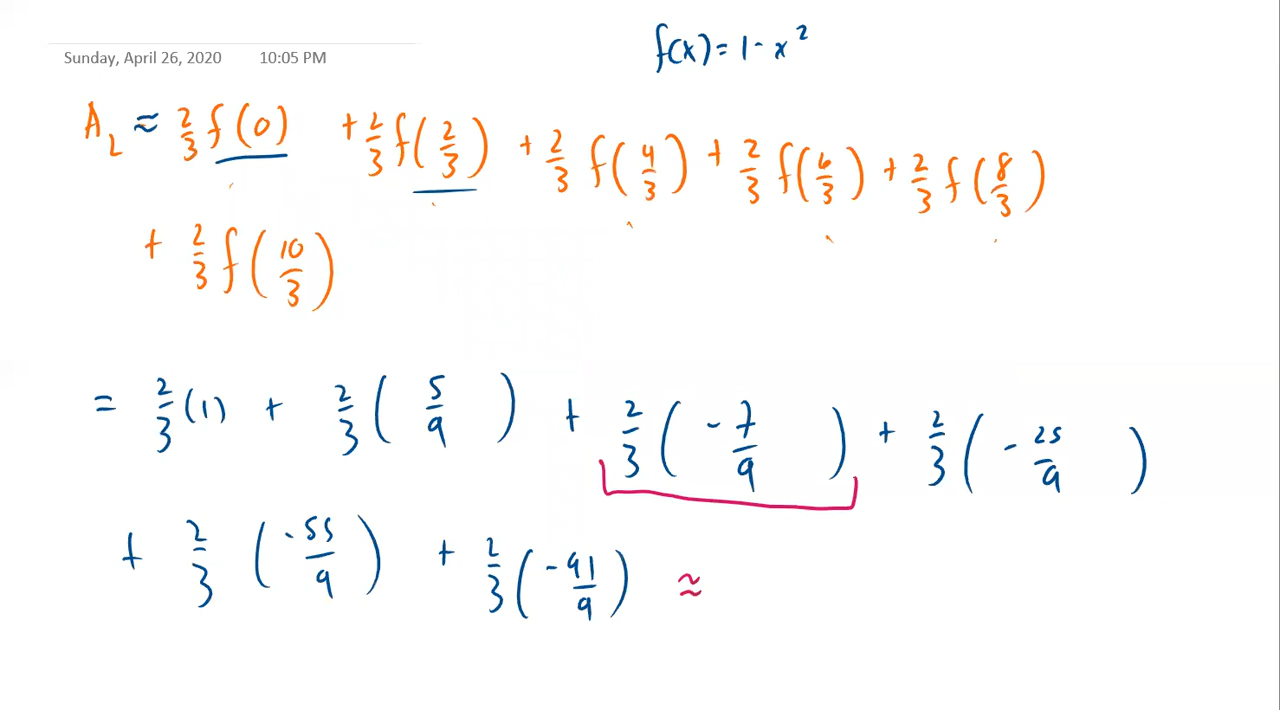 f(x) = 1 - x²
Sunday, April 26, 2020 10:05 PM
A_L ≈ 2/3 f(0) + 2/3 f(2/3) + 2/3 f(4/3) + 2/3 f(6/3) + 2/3 f(8/3)
+ 2/3 f(10/3)
= 2/3 (1) + 2/3 (5/9) + 2/3 (-7/9) + 2/3 (-25/9)
+ 2/3 (-55/9) + 2/3 (-91/9) ≈